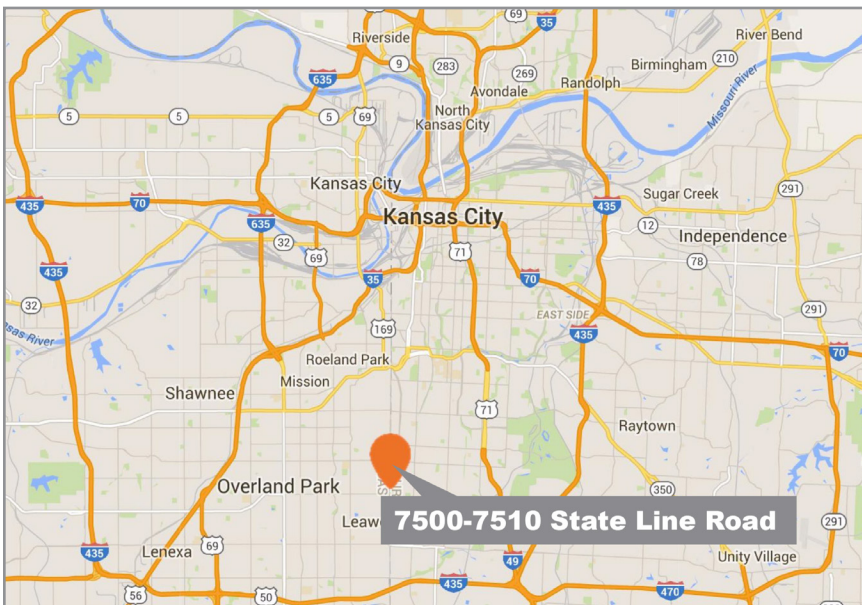 69
35
Riverside
River Bend
9
283
Birmingham
210
635
269
Randolph
Avondale
North
Kansas City
Missouri River
5
5
5
69
Kansas City
291
435
70
Sugar Creek
435
Kansas City
635
12
Independence
32
71
69
78
435
35
70
32
291
EAST SIDE
169
435
Roeland Park
70
Mission
Shawnee
71
Raytown
Overland Park
350
7500-7510 State Line Road
291
69
435
Lenexa
49
Unity Village
435
470
56
50